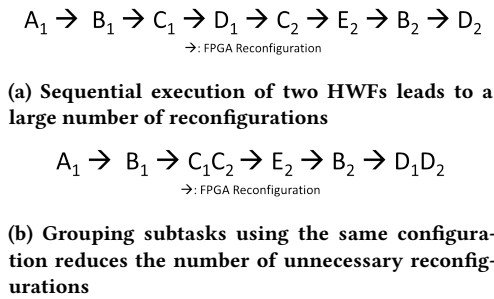 A₁ → B₁ → C₁ → D₁ → C₂ → E₂ → B₂ → D₂
→: FPGA Reconfiguration
(a) Sequential execution of two HWFs leads to a
large number of reconfigurations
A₁ → B₁ → C₁C₂ → E₂ → B₂ → D₁D₂
→: FPGA Reconfiguration
(b) Grouping subtasks using the same configura-
tion reduces the number of unnecessary reconfig-
urations